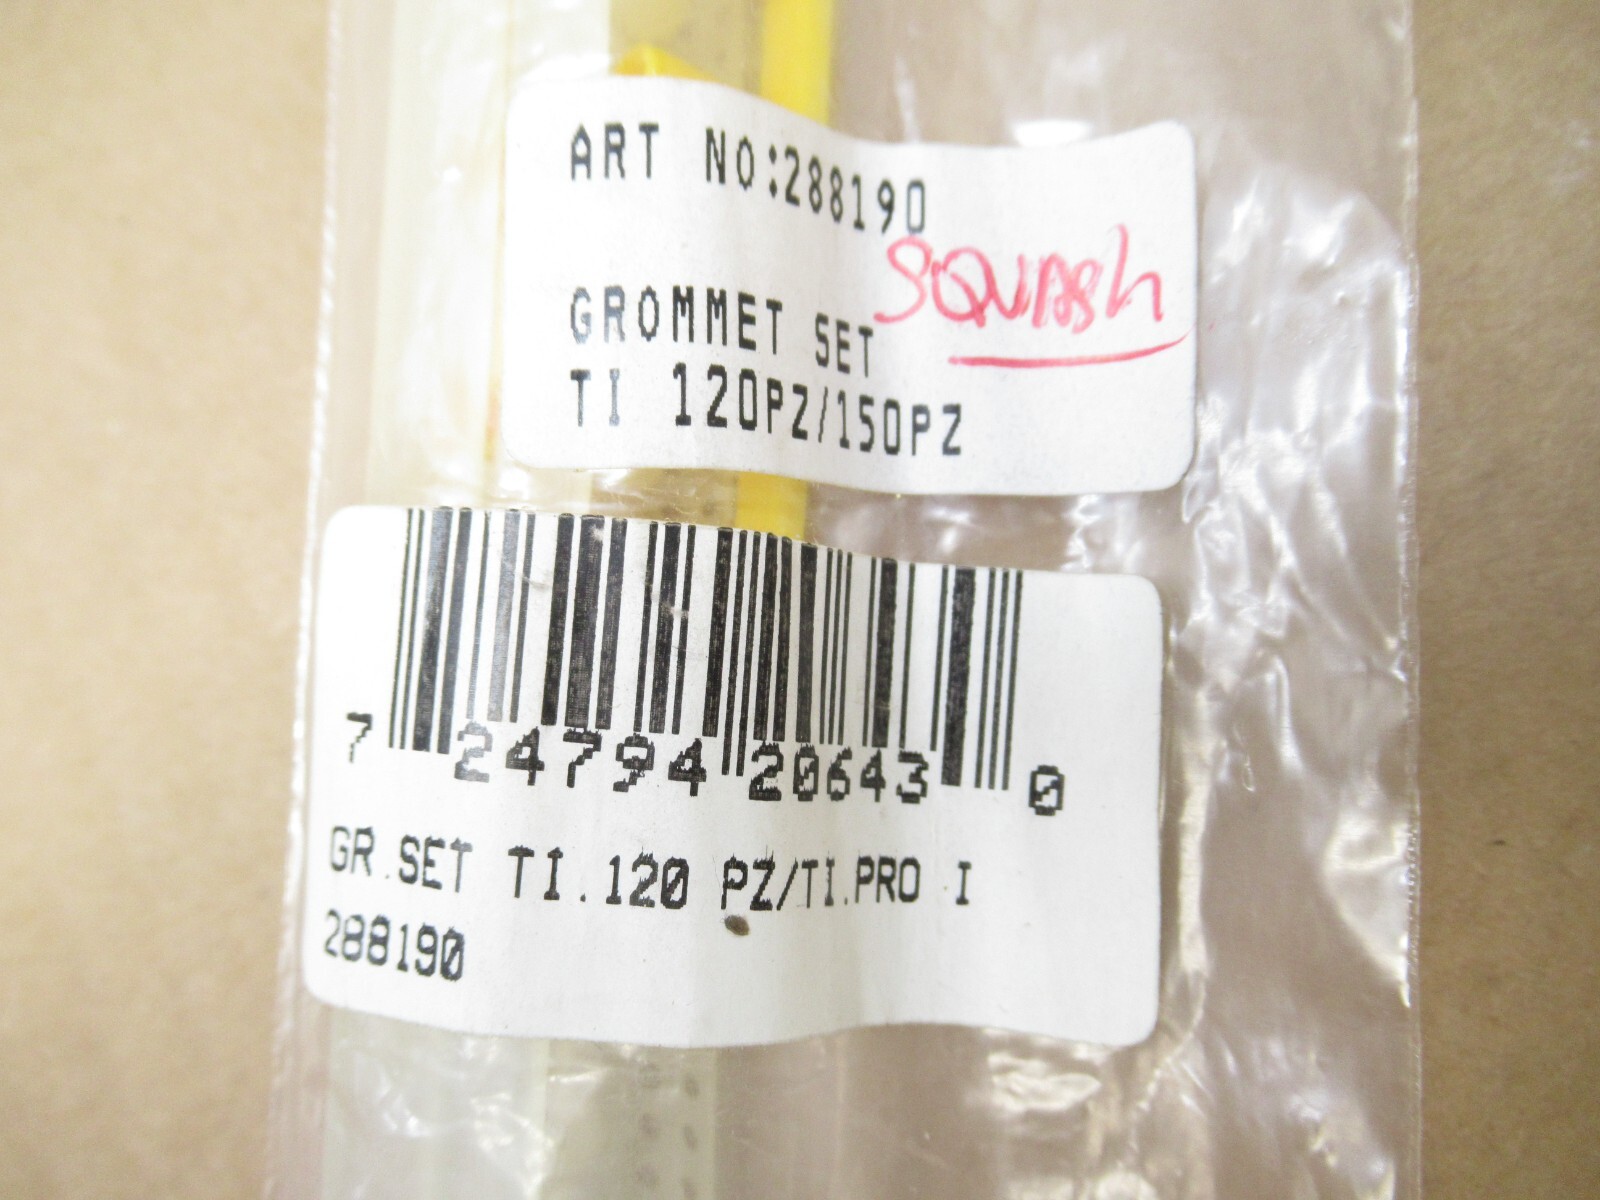 ART NO:288190
SQUASH
GROMMET SET
TI 120PZ/150PZ
7 24794 20643 0
GR.SET TI.120 PZ/TI.PRO I
288190